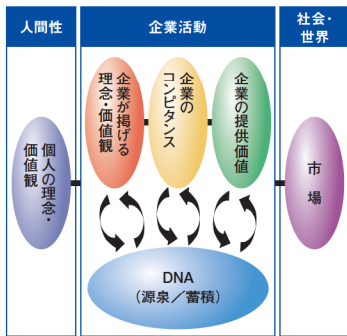 人間性
企業活動
社会・
世界
個人の理念・
価値観
企業が掲げる
理念・価値観
企業の
コンピタンス
企業の提供価値
市場
DNA
(源泉／蓄積)